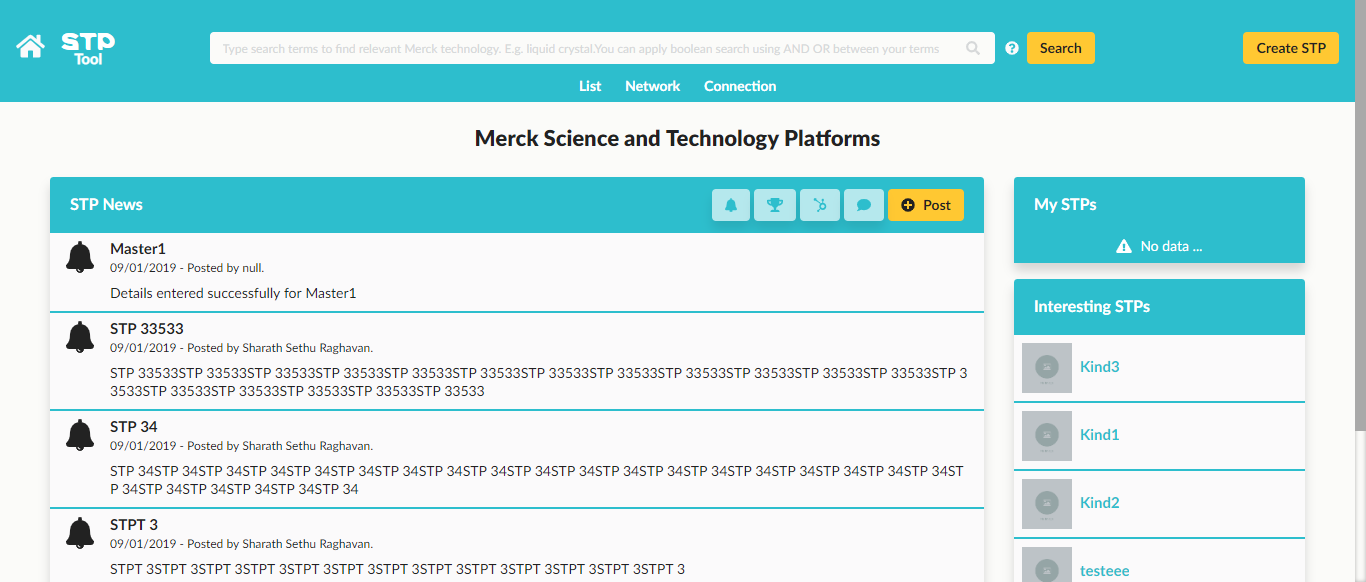 STP
Tool
Type search terms to find relevant Merck technology. E.g. liquid crystal.You can apply boolean search using AND OR between your terms
Search
Create STP
List Network Connection
Merck Science and Technology Platforms
STP News
Post
Master1
09/01/2019 - Posted by null.
Details entered successfully for Master1
STP 33533
09/01/2019 - Posted by Sharath Sethu Raghavan.
STP 33533STP 33533STP 33533STP 33533STP 33533STP 33533STP 33533STP 33533STP 33533STP 33533STP 33533STP 33533STP 3
3533STP 33533STP 33533STP 33533STP 33533STP 33533
STP 34
09/01/2019 - Posted by Sharath Sethu Raghavan.
STP 34STP 34STP 34STP 34STP 34STP 34STP 34STP 34STP 34STP 34STP 34STP 34STP 34STP 34STP 34STP 34STP 34STP 34STP 34ST
P 34STP 34STP 34STP 34STP 34STP 34
STPT 3
09/01/2019 - Posted by Sharath Sethu Raghavan.
STPT 3STPT 3STPT 3STPT 3STPT 3STPT 3STPT 3STPT 3STPT 3STPT 3STPT 3STPT 3STPT 3
My STPs
No data ...
Interesting STPs
Kind3
Kind1
Kind2
testeee